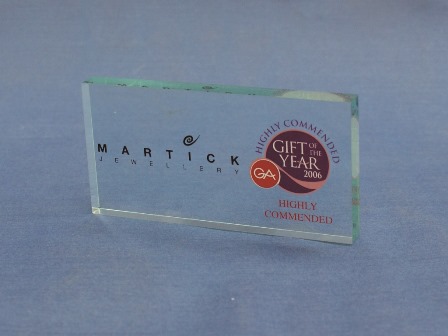 MARTICK
JEWELLERY
HIGHLY COMMENDED
GIFT
OF
THE
YEAR
2006
GA
HIGHLY
COMMENDED